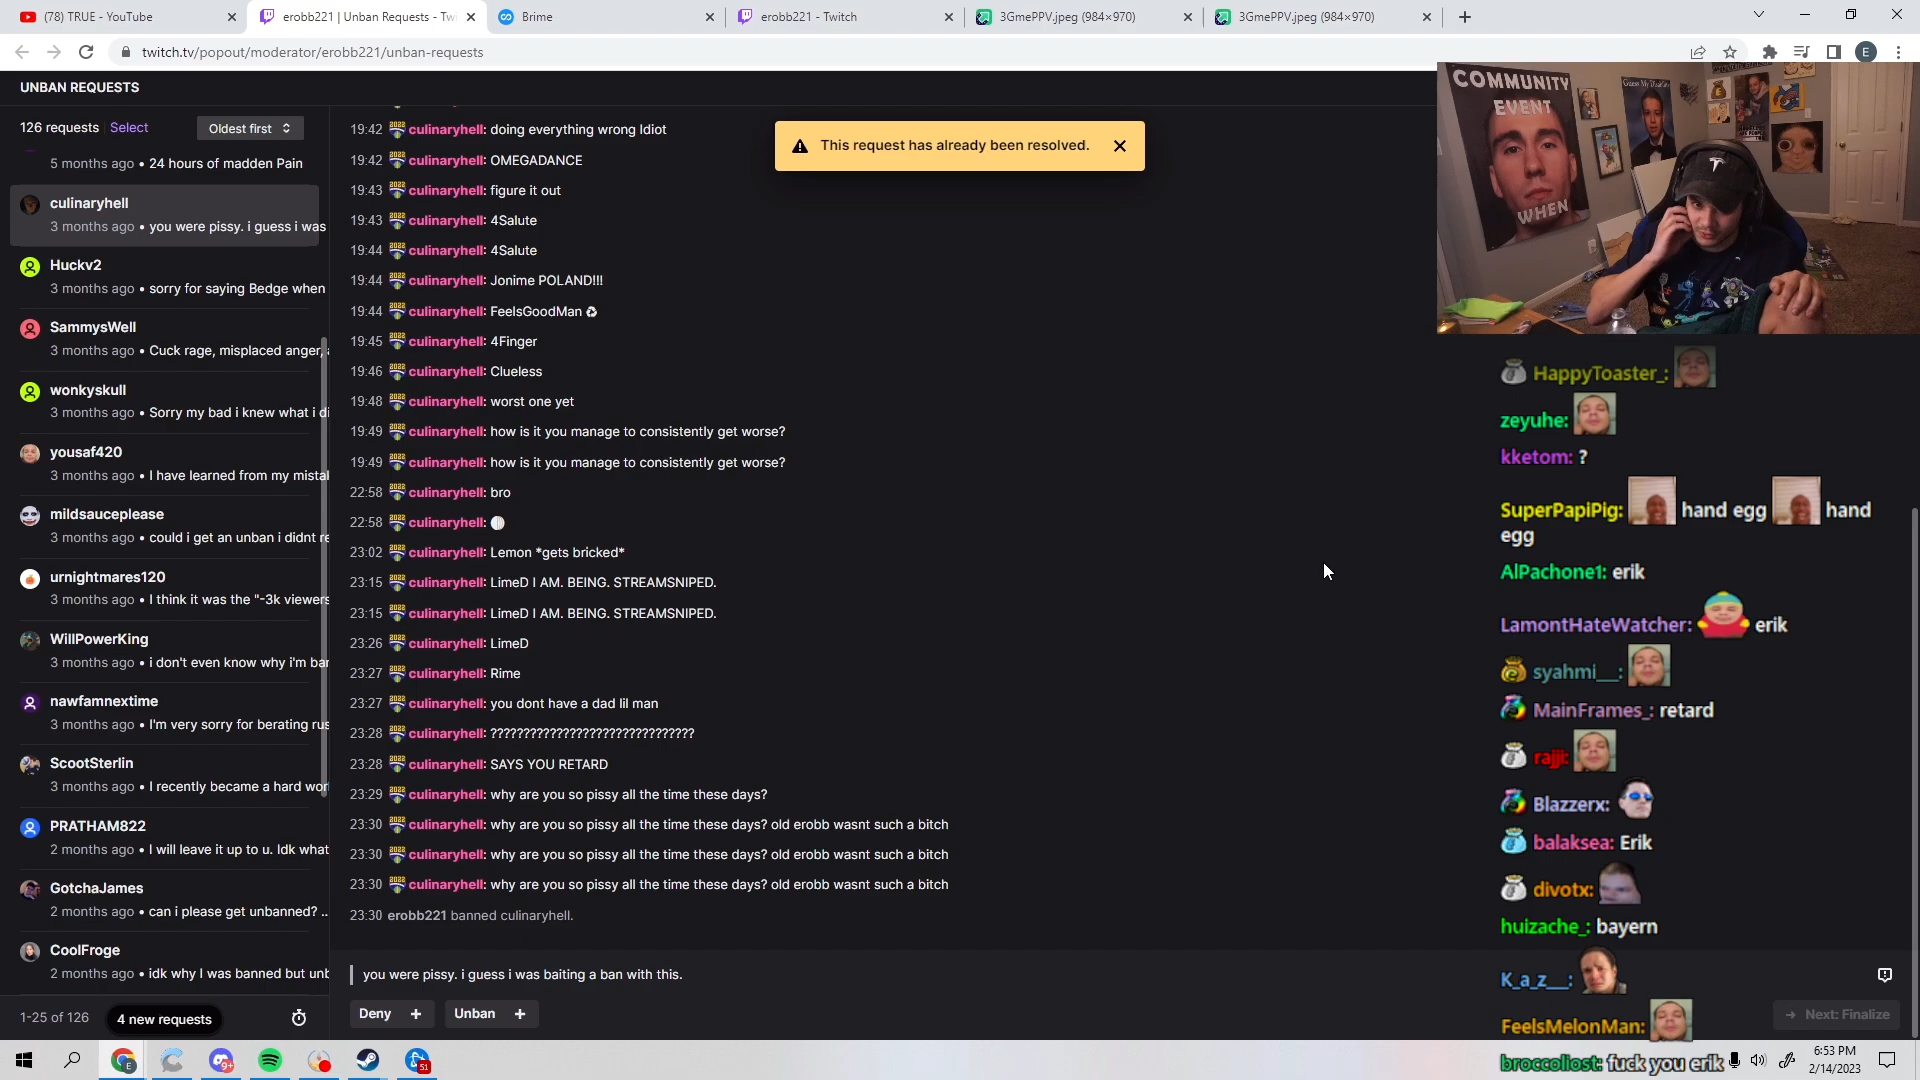 (78) TRUE - YouTube
erobb221 | Unban Requests - Tw
Brime
erobb221 - Twitch
3GmePPV.jpeg (984×970)
3GmePPV.jpeg (984×970)
twitch.tv/popout/moderator/erobb221/unban-requests
E
UNBAN REQUESTS
126 requests Select
Oldest first
5 months ago • 24 hours of madden Pain
culinaryhell
3 months ago • you were pissy. i guess i was
Huckv2
3 months ago • sorry for saying Bedge when
SammysWell
3 months ago • Cuck rage, misplaced anger,
wonkyskull
3 months ago • Sorry my bad i knew what i di
yousaf420
3 months ago • I have learned from my mistal
mildsauceplease
3 months ago • could i get an unban i didnt re
urnightmares120
3 months ago • I think it was the "-3k viewers
WillPowerKing
3 months ago • i don't even know why i'm bar
nawfamnextime
3 months ago • I'm very sorry for berating rus
ScootSterlin
3 months ago • I recently became a hard wor
PRATHAM822
2 months ago • I will leave it up to u. Idk what
GotchaJames
2 months ago • can i please get unbanned? ..
CoolFroge
2 months ago • idk why I was banned but unb
1-25 of 126
4 new requests
19:42 culinaryhell: doing everything wrong Idiot
19:42 culinaryhell: OMEGADANCE
19:43 culinaryhell: figure it out
19:43 culinaryhell: 4Salute
19:44 culinaryhell: 4Salute
19:44 culinaryhell: Jonime POLAND!!!
19:44 culinaryhell: FeelsGoodMan ♻
19:45 culinaryhell: 4Finger
19:46 culinaryhell: Clueless
19:48 culinaryhell: worst one yet
19:49 culinaryhell: how is it you manage to consistently get worse?
19:49 culinaryhell: how is it you manage to consistently get worse?
22:58 culinaryhell: bro
22:58 culinaryhell:
23:02 culinaryhell: Lemon *gets bricked*
23:15 culinaryhell: LimeD I AM. BEING. STREAMSNIPED.
23:15 culinaryhell: LimeD I AM. BEING. STREAMSNIPED.
23:26 culinaryhell: LimeD
23:27 culinaryhell: Rime
23:27 culinaryhell: you dont have a dad lil man
23:28 culinaryhell: ???????????????????????????????
23:28 culinaryhell: SAYS YOU RETARD
23:29 culinaryhell: why are you so pissy all the time these days?
23:30 culinaryhell: why are you so pissy all the time these days? old erobb wasnt such a bitch
23:30 culinaryhell: why are you so pissy all the time these days? old erobb wasnt such a bitch
23:30 culinaryhell: why are you so pissy all the time these days? old erobb wasnt such a bitch
23:30 erobb221 banned culinaryhell.
you were pissy. i guess i was baiting a ban with this.
Deny +
Unban +
This request has already been resolved.
COMMUNITY
EVENT
WHEN
HappyToaster_:
zeyuhe:
kketom: ?
SuperPapiPig: hand egg hand
egg
AlPachone1: erik
LamontHateWatcher: erik
syahmi__:
MainFrames_: retard
rajji:
Blazzerx:
balaksea: Erik
divotx:
huizache_: bayern
K_a_z__:
FeelsMelonMan:
broccoliost: fuck you erik
Next: Finalize
9+
51
6:53 PM
2/14/2023